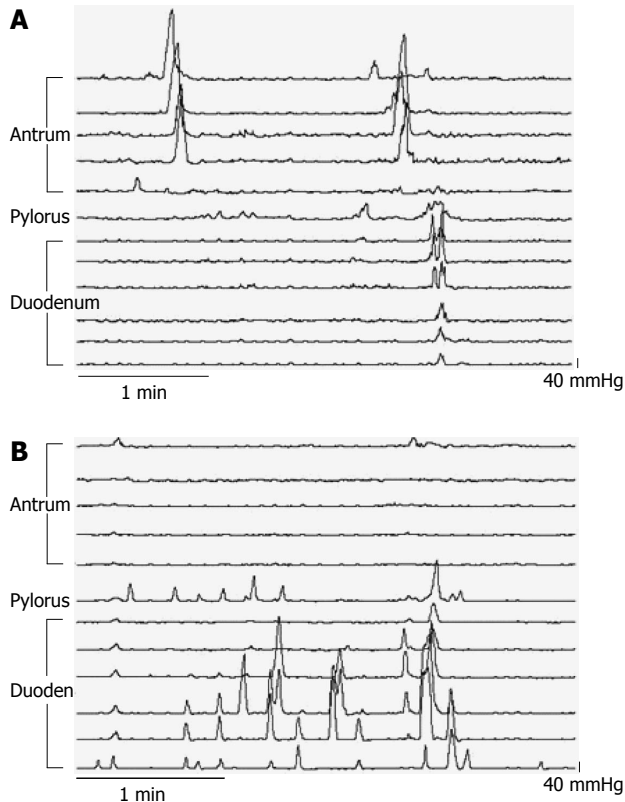 A
Antrum
Pylorus
Duodenum
1 min
40 mmHg
B
Antrum
Pylorus
Duoden
1 min
40 mmHg